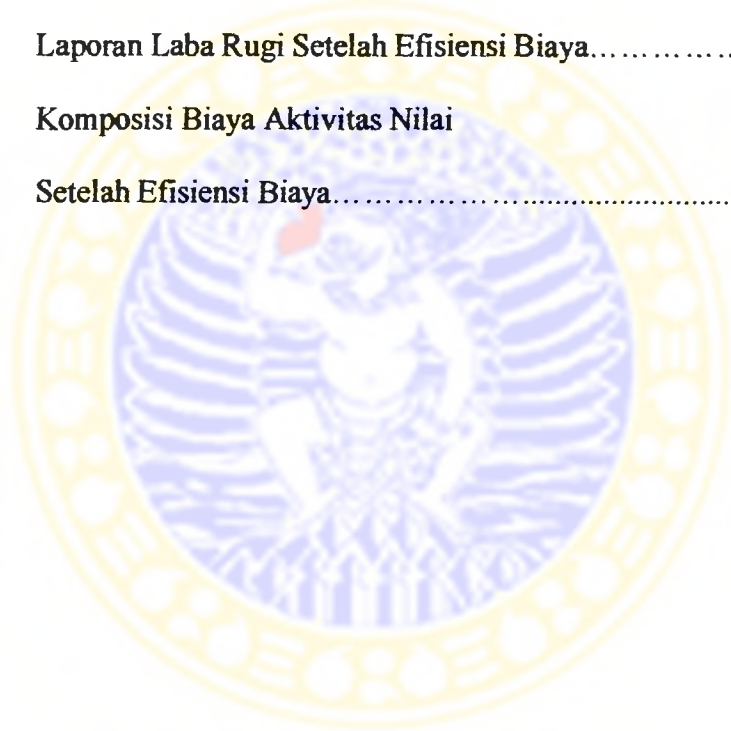 Laporan Laba Rugi Setelah Efisiensi Biaya……………..
Komposisi Biaya Aktivitas Nilai
Setelah Efisiensi Biaya………………….........................